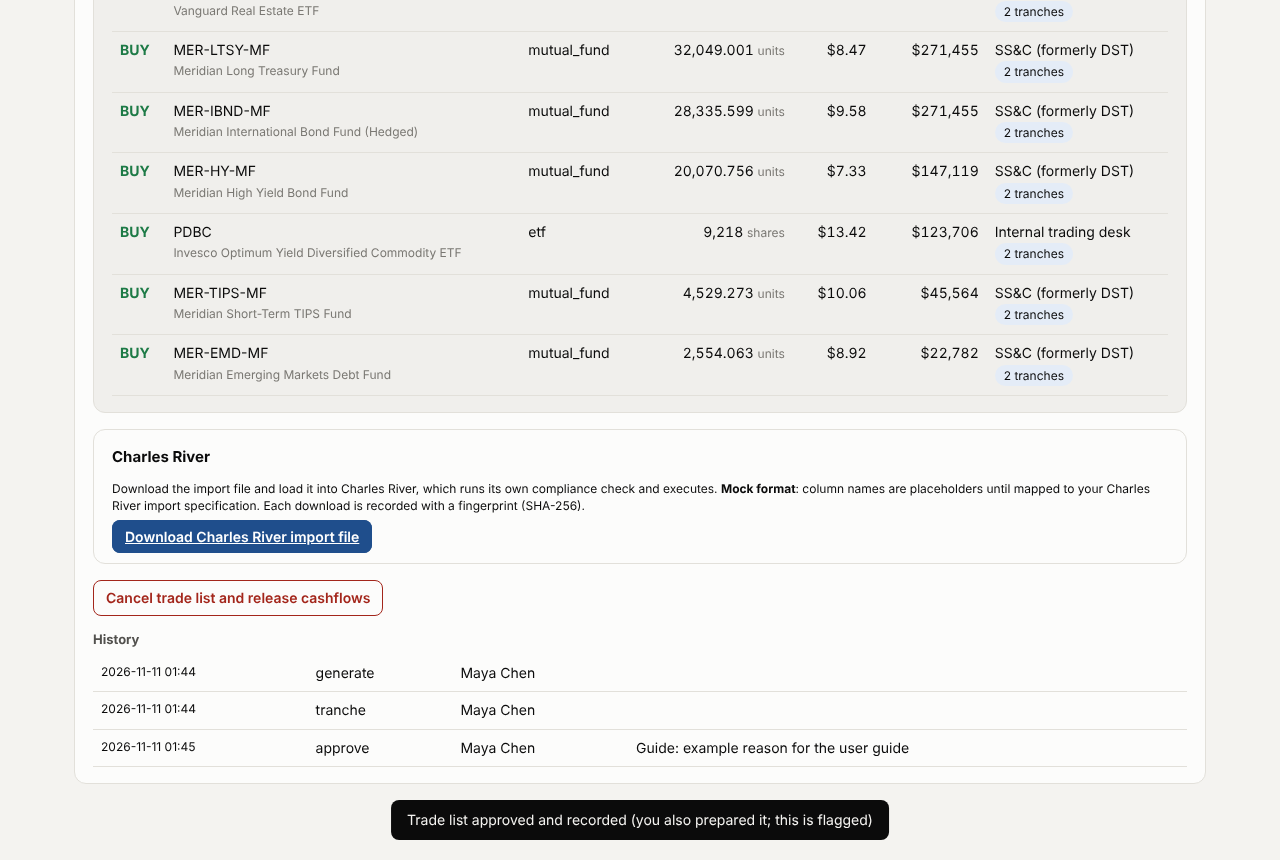 Vanguard Real Estate ETF 2 tranches
BUY MER-LTSY-MF mutual_fund 32,049.001 units $8.47 $271,455 SS&C (formerly DST)
Meridian Long Treasury Fund 2 tranches
BUY MER-IBND-MF mutual_fund 28,335.599 units $9.58 $271,455 SS&C (formerly DST)
Meridian International Bond Fund (Hedged) 2 tranches
BUY MER-HY-MF mutual_fund 20,070.756 units $7.33 $147,119 SS&C (formerly DST)
Meridian High Yield Bond Fund 2 tranches
BUY PDBC etf 9,218 shares $13.42 $123,706 Internal trading desk
Invesco Optimum Yield Diversified Commodity ETF 2 tranches
BUY MER-TIPS-MF mutual_fund 4,529.273 units $10.06 $45,564 SS&C (formerly DST)
Meridian Short-Term TIPS Fund 2 tranches
BUY MER-EMD-MF mutual_fund 2,554.063 units $8.92 $22,782 SS&C (formerly DST)
Meridian Emerging Markets Debt Fund 2 tranches
Charles River
Download the import file and load it into Charles River, which runs its own compliance check and executes. Mock format: column names are placeholders until mapped to your Charles
River import specification. Each download is recorded with a fingerprint (SHA-256).
Download Charles River import file
Cancel trade list and release cashflows
History
2026-11-11 01:44 generate Maya Chen
2026-11-11 01:44 tranche Maya Chen
2026-11-11 01:45 approve Maya Chen Guide: example reason for the user guide
Trade list approved and recorded (you also prepared it; this is flagged)